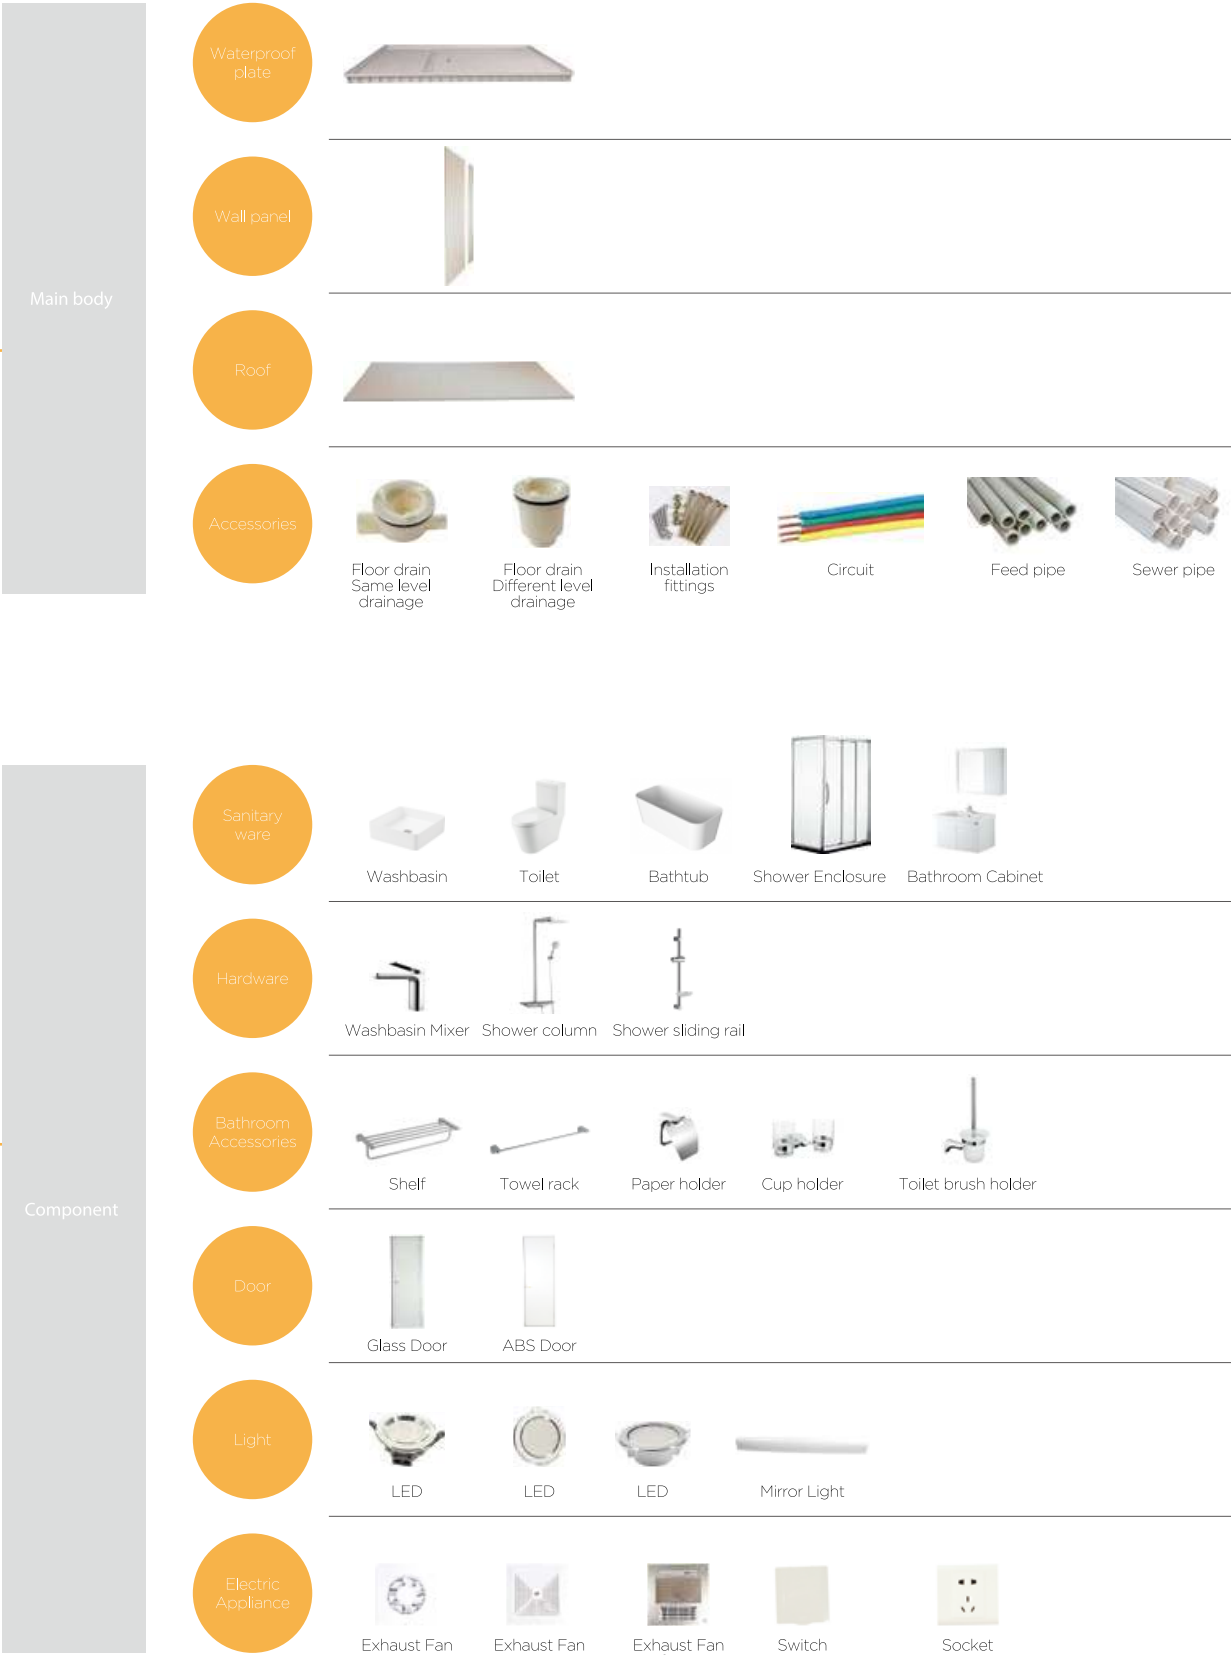 Main body
Waterproof
plate
Wall panel
Roof
Accessories
Floor drain
Same level
drainage
Floor drain
Different level
drainage
Installation
fittings
Circuit
Feed pipe
Sewer pipe
Component
Sanitary
ware
Washbasin
Toilet
Bathtub
Shower Enclosure
Bathroom Cabinet
Hardware
Washbasin Mixer
Shower column
Shower sliding rail
Bathroom
Accessories
Shelf
Towel rack
Paper holder
Cup holder
Toilet brush holder
Door
Glass Door
ABS Door
Light
LED
LED
LED
Mirror Light
Electric
Appliance
Exhaust Fan
Exhaust Fan
Exhaust Fan
Switch
Socket